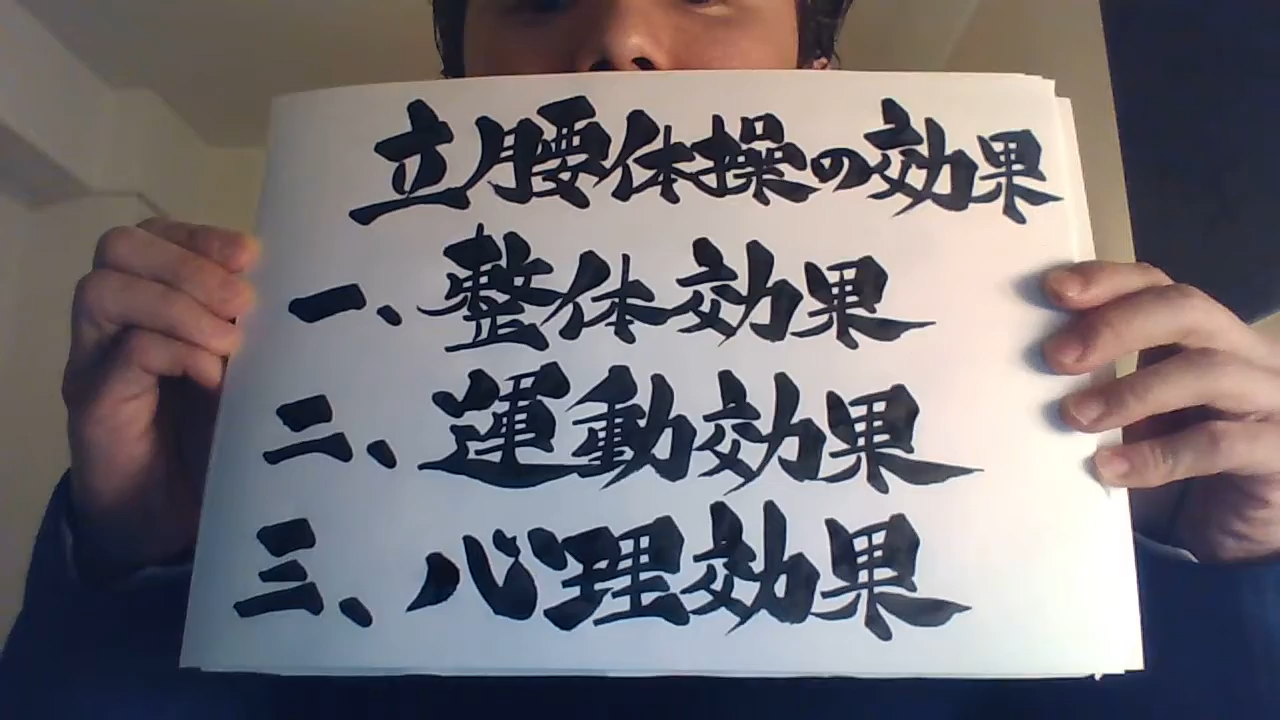 立腰体操の効果
一、整体効果
二、運動効果
三、心理効果